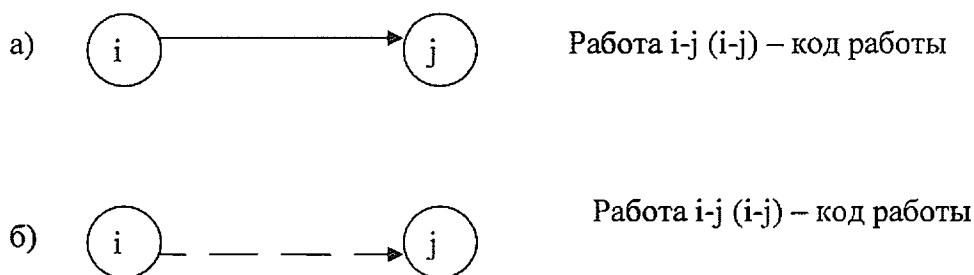 а) i j Работа i-j (i-j) – код работы
б) i j Работа i-j (i-j) – код работы